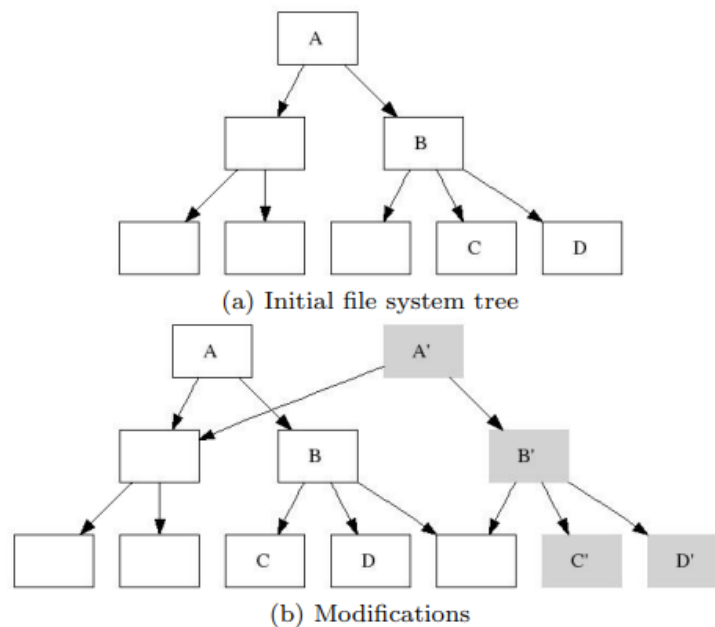 A
B
C D
(a) Initial file system tree
A A'
B B'
C D C' D'
(b) Modifications